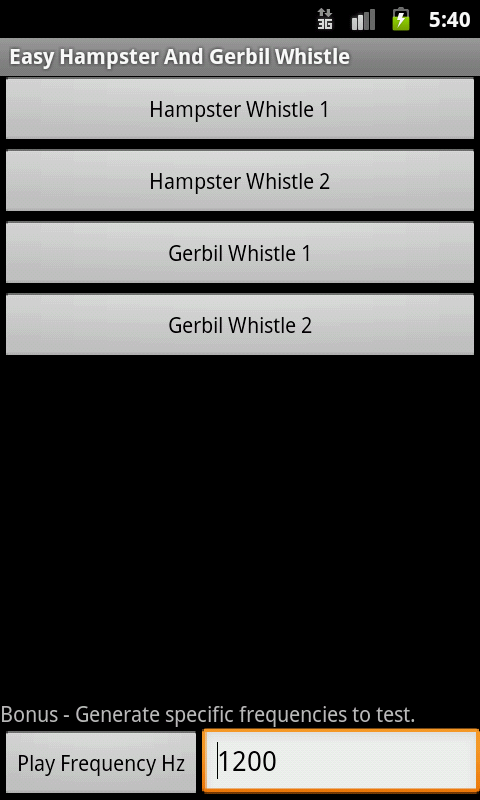 3G 5:40
Easy Hampster And Gerbil Whistle
Hampster Whistle 1
Hampster Whistle 2
Gerbil Whistle 1
Gerbil Whistle 2
Bonus - Generate specific frequencies to test.
Play Frequency Hz 1200